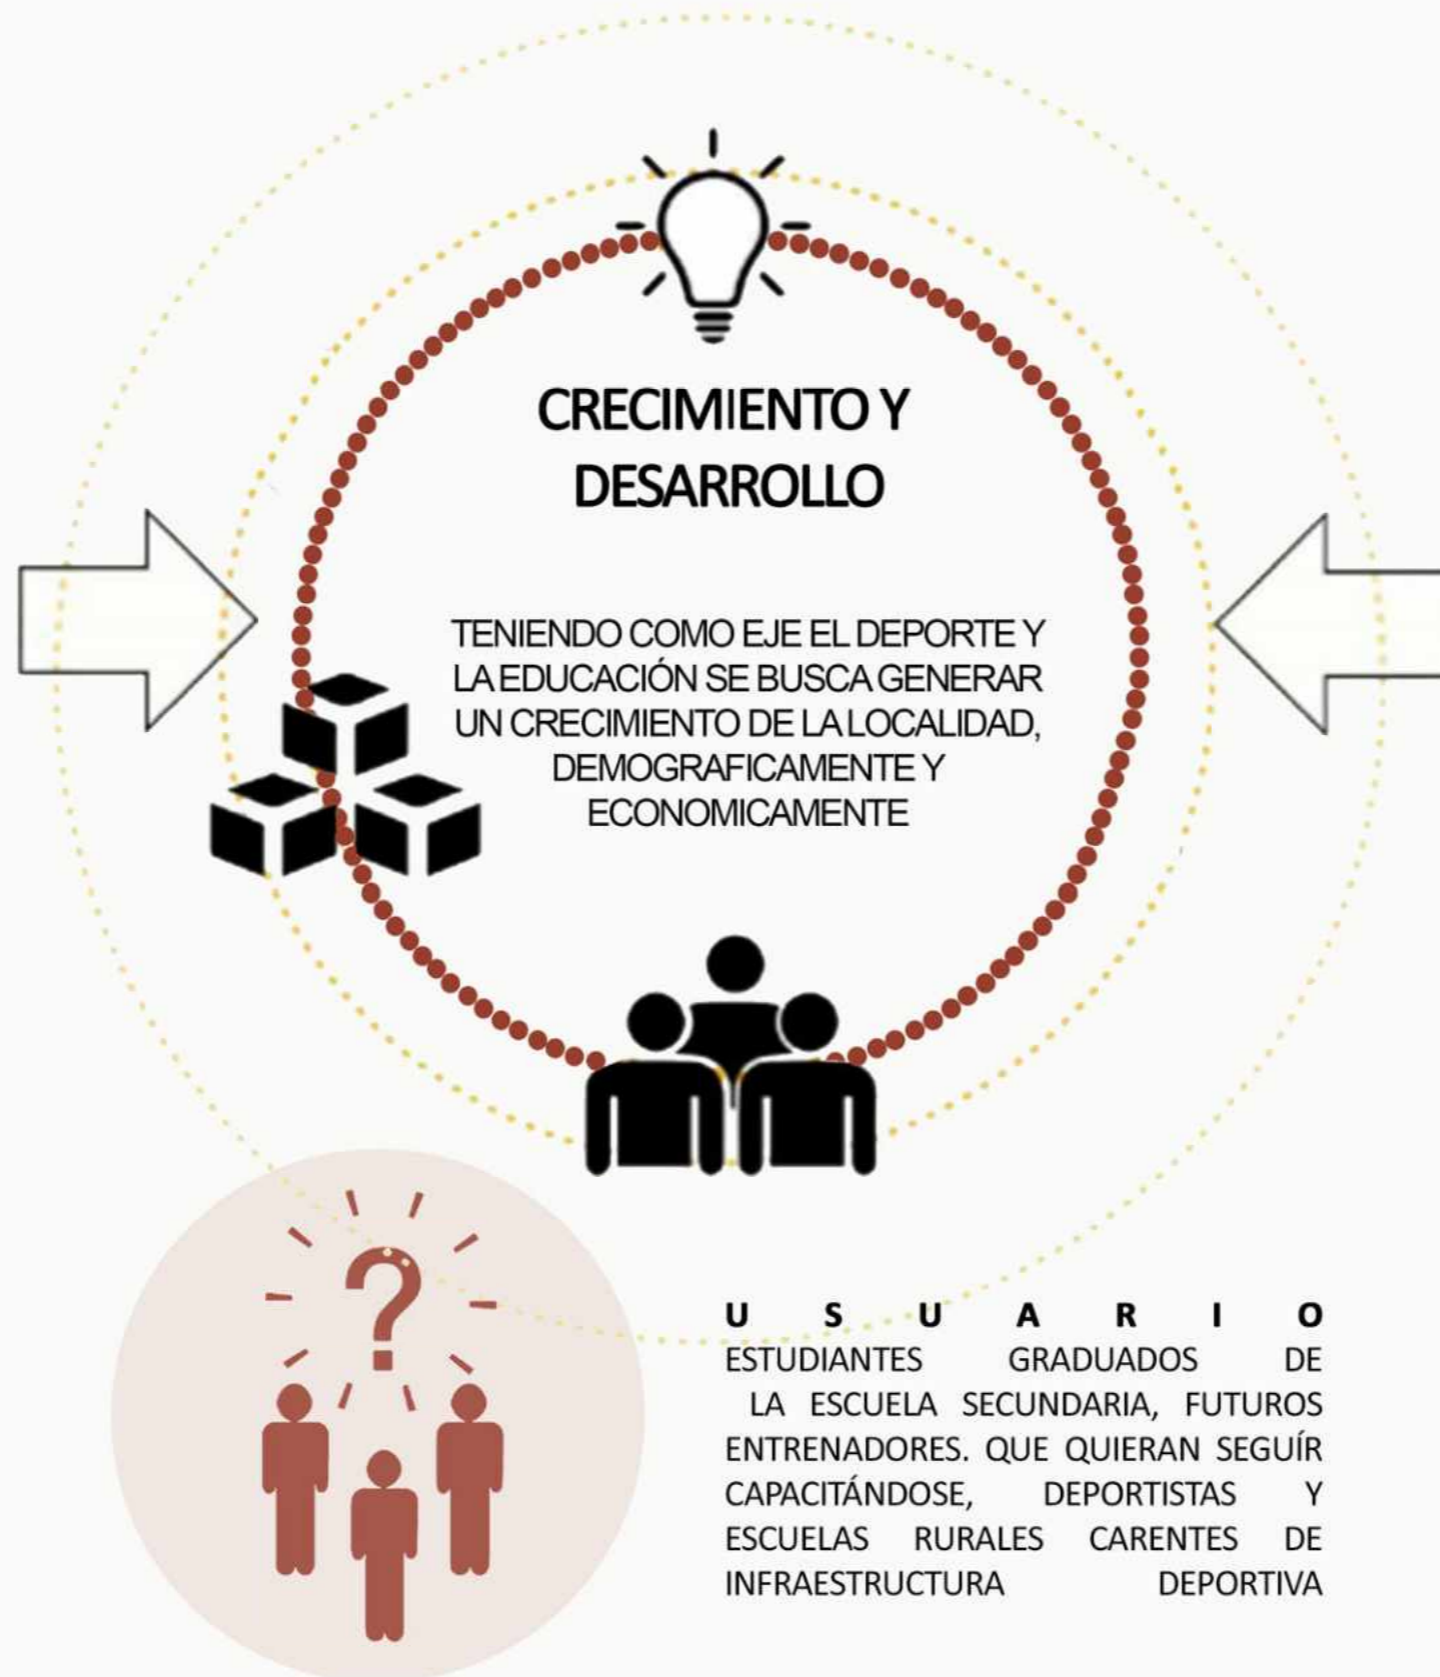 CRECIMIENTO Y
DESARROLLO
TENIENDO COMO EJE EL DEPORTE Y
LA EDUCACIÓN SE BUSCA GENERAR
UN CRECIMIENTO DE LA LOCALIDAD,
DEMOGRAFICAMENTE Y
ECONOMICAMENTE
?
U S U A R I O
ESTUDIANTES GRADUADOS DE
LA ESCUELA SECUNDARIA, FUTUROS
ENTRENADORES. QUE QUIERAN SEGUÍR
CAPACITÁNDOSE, DEPORTISTAS Y
ESCUELAS RURALES CARENTES DE
INFRAESTRUCTURA DEPORTIVA